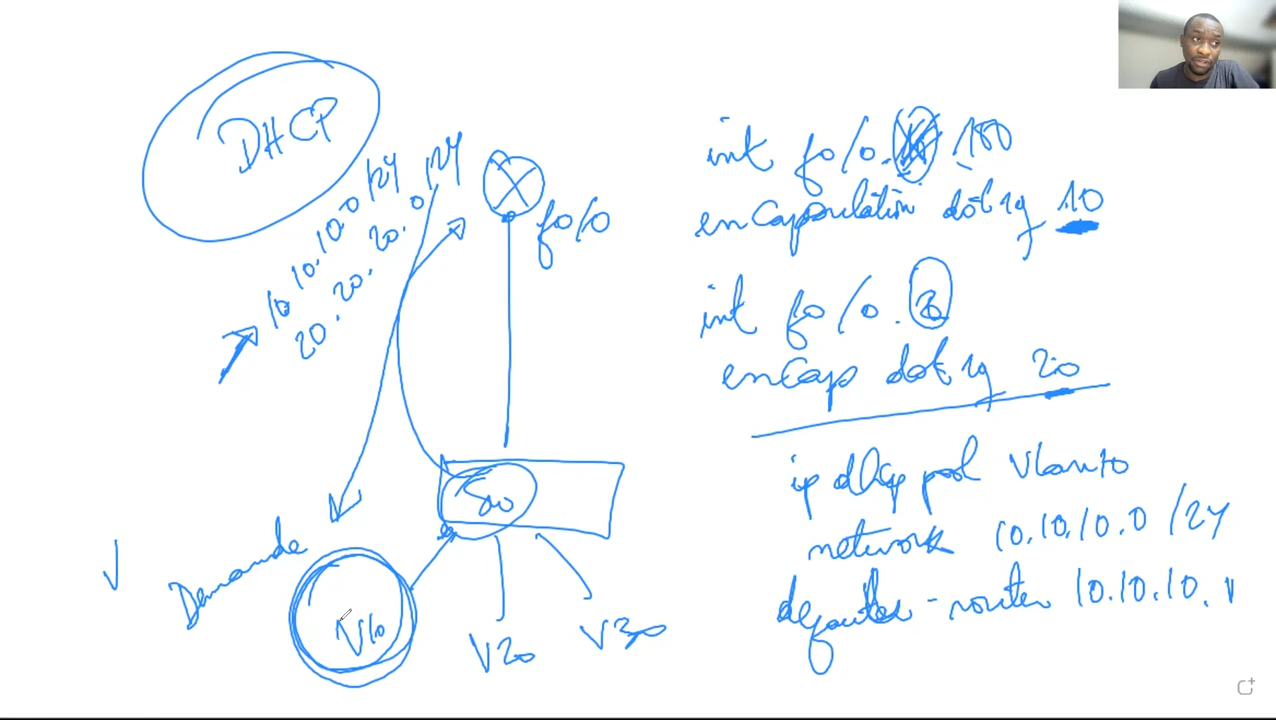 DHCP
10.10.10.0/24
20.20.20.0/24
f0/0
Demande
V10
V20
V30
int f0/0. 100
encapsulation dot1q 10
int f0/0.
encap dot1q 20
ip dhcp pool Vlan10
network 10.10.10.0 /24
default-router 10.10.10.